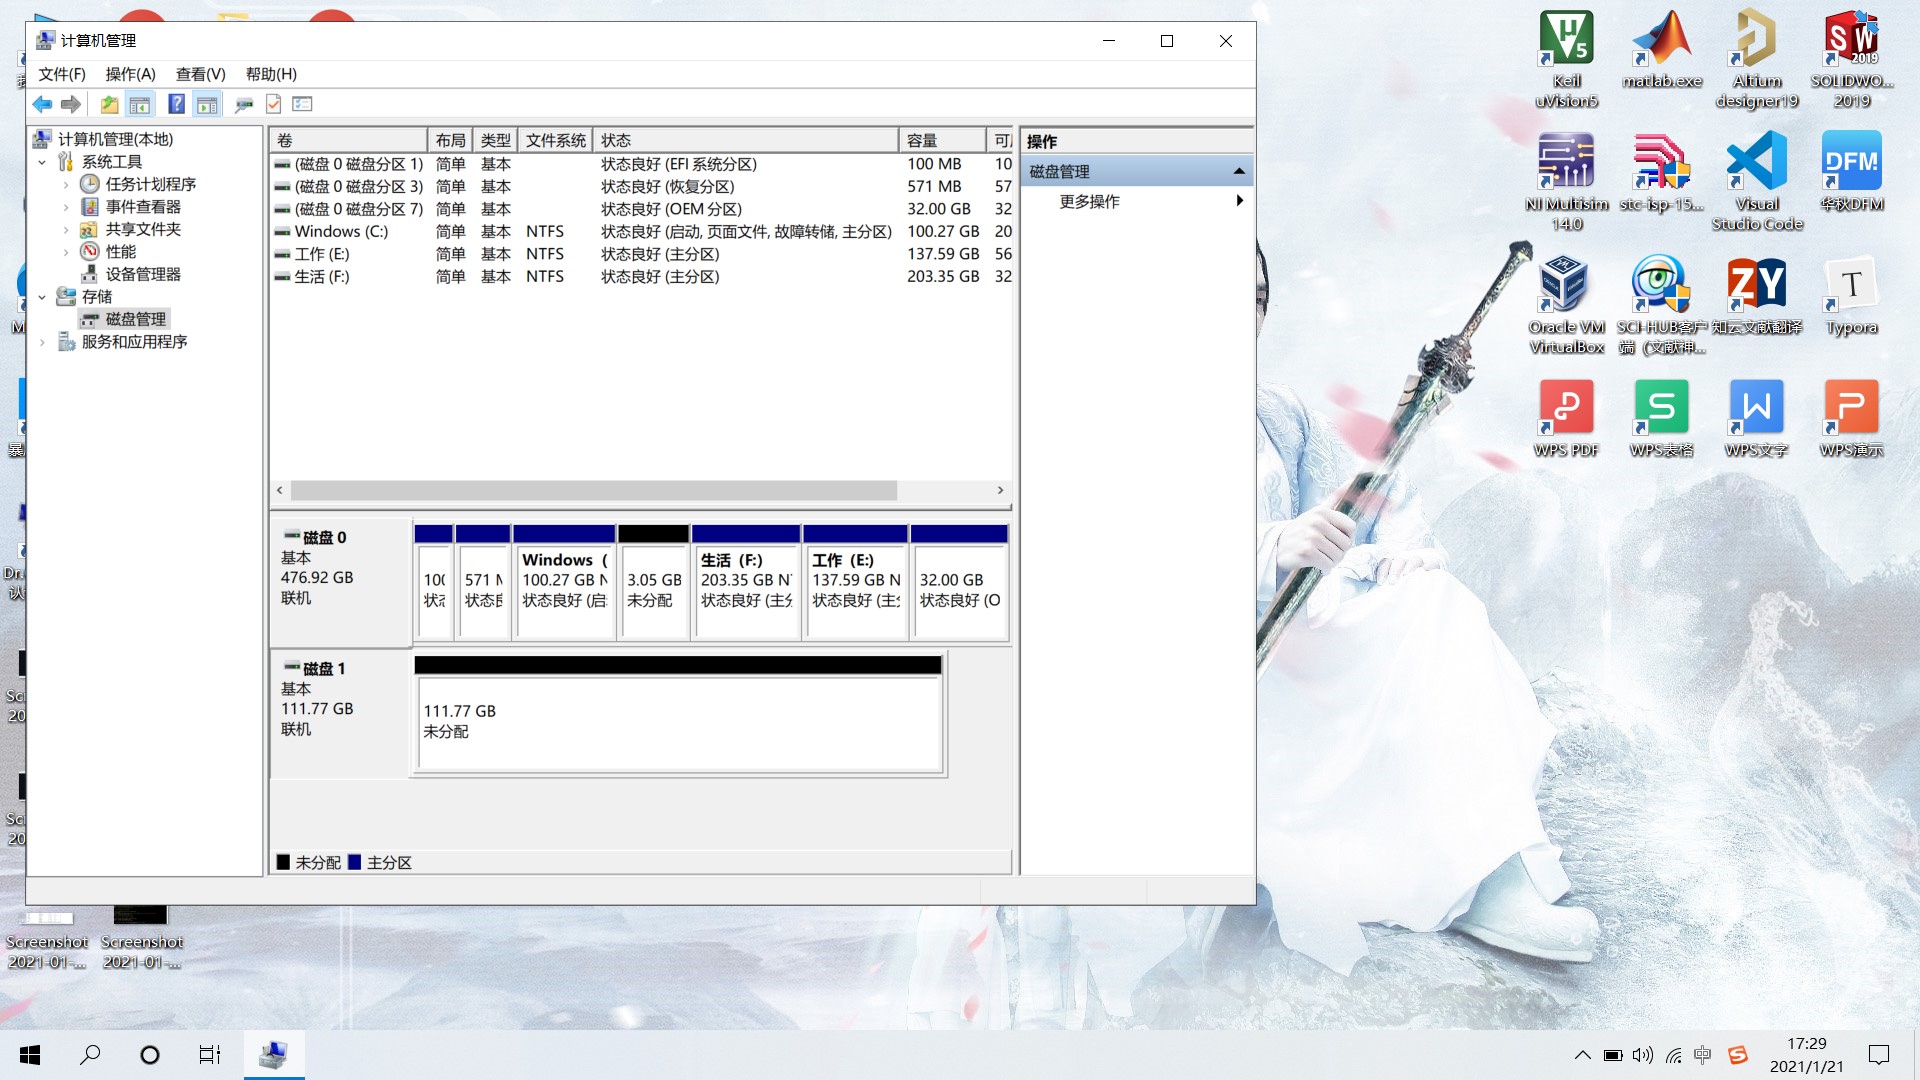 计算机管理
文件(F) 操作(A) 查看(V) 帮助(H)
计算机管理(本地)
系统工具
任务计划程序
事件查看器
共享文件夹
性能
设备管理器
存储
磁盘管理
服务和应用程序
卷 布局 类型 文件系统 状态 容量
(磁盘 0 磁盘分区 1) 简单 基本 状态良好 (EFI 系统分区) 100 MB 10
(磁盘 0 磁盘分区 3) 简单 基本 状态良好 (恢复分区) 571 MB 57
(磁盘 0 磁盘分区 7) 简单 基本 状态良好 (OEM 分区) 32.00 GB 32
Windows (C:) 简单 基本 NTFS 状态良好 (启动, 页面文件, 故障转储, 主分区) 100.27 GB 20
工作 (E:) 简单 基本 NTFS 状态良好 (主分区) 137.59 GB 56
生活 (F:) 简单 基本 NTFS 状态良好 (主分区) 203.35 GB 32
操作
磁盘管理
更多操作
磁盘 0
基本
476.92 GB
联机
10
状
571
状态
Windows (
100.27 GB N
状态良好 (启
3.05 GB
未分配
生活 (F:)
203.35 GB N
状态良好 (主
工作 (E:)
137.59 GB N
状态良好 (主
32.00 GB
状态良好 (O
磁盘 1
基本
111.77 GB
联机
111.77 GB
未分配
未分配 主分区
μ
V
5
Keil
uVision5
matlab.exe
Altium
designer19
SW
2019
SOLIDWO...
2019
NI Multisim
14.0
stc-isp-15...
Visual
Studio Code
DFM
华秋DFM
Oracle VM
VirtualBox
SCI-HUB客户
端（文献神...
ZY
知云文献翻译
T
Typora
WPS PDF
S
WPS表格
W
WPS文字
P
WPS演示
Screenshot
2021-01-...
Screenshot
2021-01-...
中
S
17:29
2021/1/21